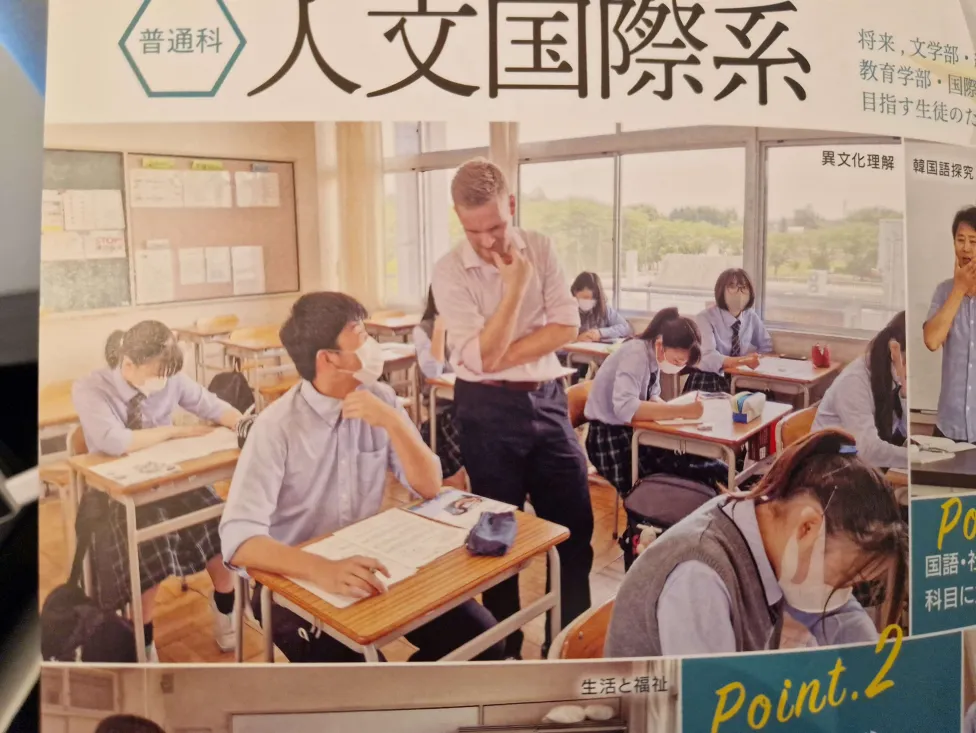 普通科
人文国際系
将来，文学部・
教育学部・国際
目指す生徒のた
異文化理解
韓国語探究
国語・社
科目に
生活と福祉
Point.2